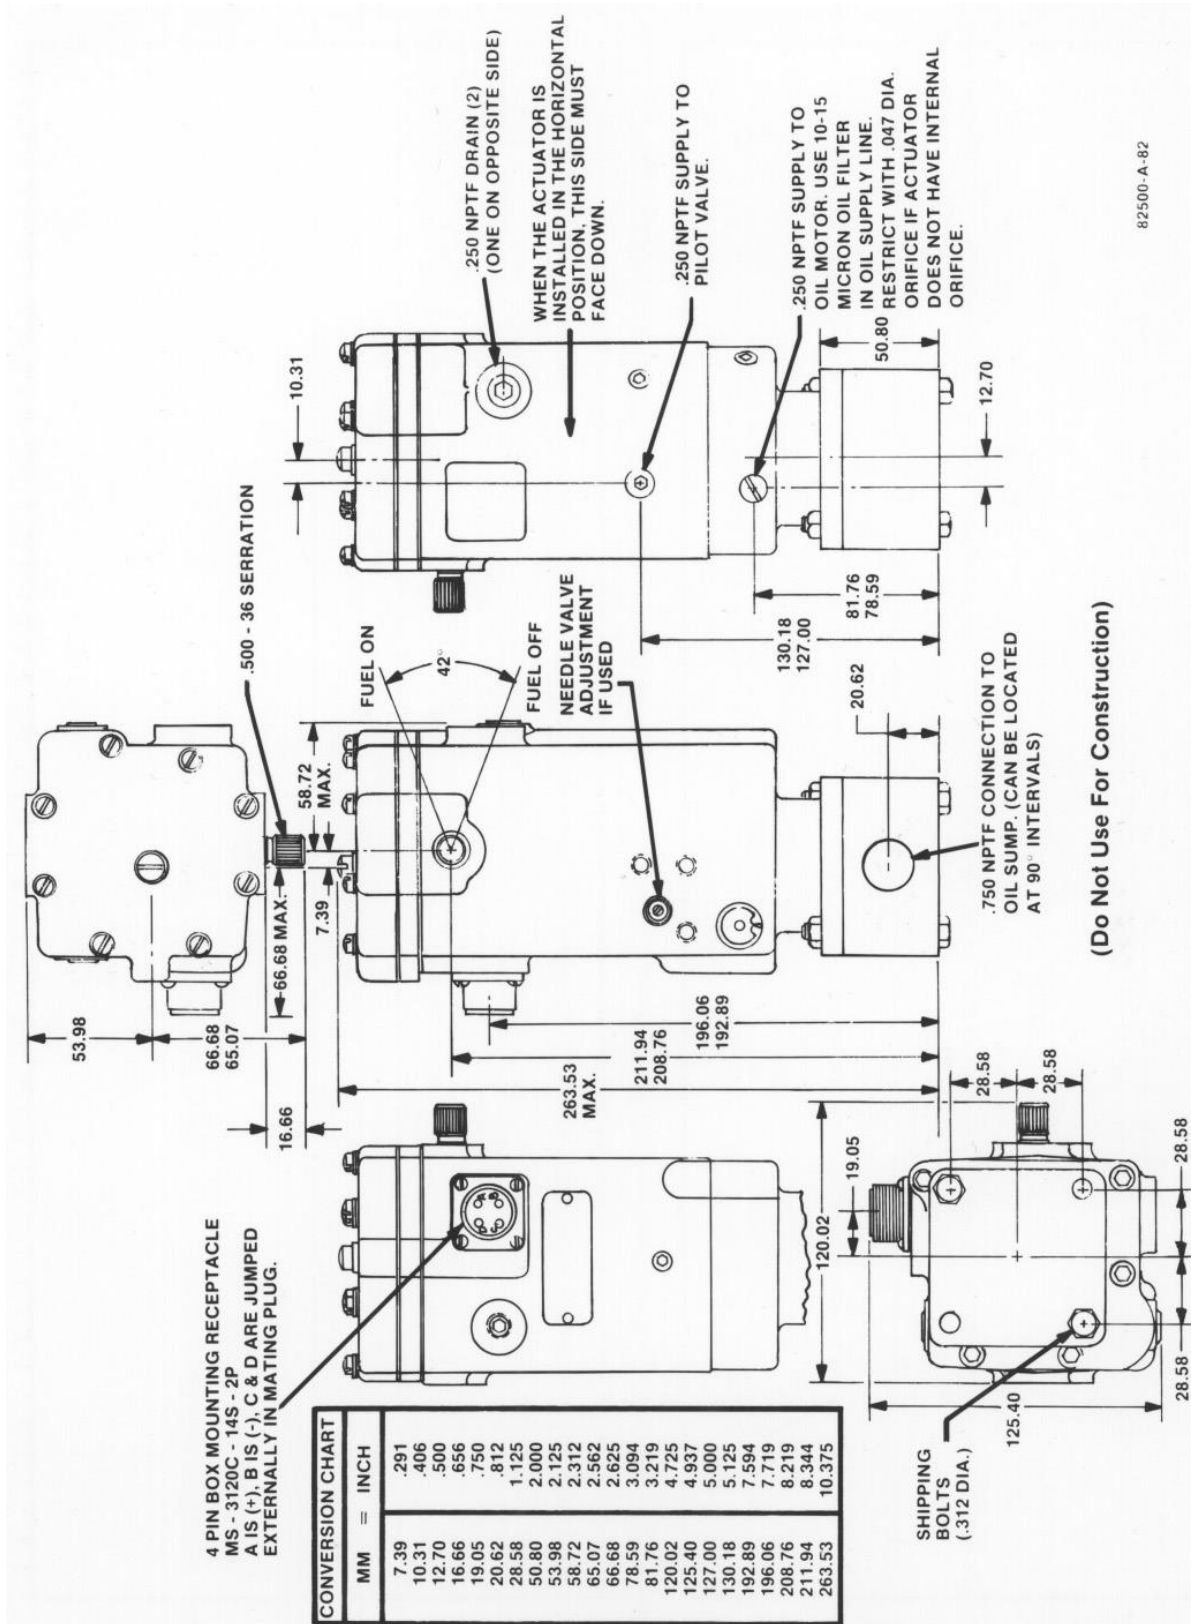 4 PIN BOX MOUNTING RECEPTACLE
MS - 3120C - 14S - 2P
A IS (+), B IS (-), C & D ARE JUMPED
EXTERNALLY IN MATING PLUG.
A
B
C
D
53.98
66.68
65.07
16.66
66.68 MAX.
.500 - 36 SERRATION
7.39
58.72
MAX.
FUEL ON
42°
FUEL OFF
NEEDLE VALVE
ADJUSTMENT
IF USED
10.31
.250 NPTF DRAIN (2)
(ONE ON OPPOSITE SIDE)
WHEN THE ACTUATOR IS
INSTALLED IN THE HORIZONTAL
POSITION, THIS SIDE MUST
FACE DOWN.
.250 NPTF SUPPLY TO
PILOT VALVE.
.250 NPTF SUPPLY TO
OIL MOTOR. USE 10-15
MICRON OIL FILTER
IN OIL SUPPLY LINE.
RESTRICT WITH .047 DIA.
ORIFICE IF ACTUATOR
DOES NOT HAVE INTERNAL
ORIFICE.
263.53
MAX.
211.94
208.76
196.06
192.89
20.62
130.18
127.00
81.76
78.59
50.80
12.70
.750 NPTF CONNECTION TO
OIL SUMP. (CAN BE LOCATED
AT 90° INTERVALS)
CONVERSION CHART
MM = INCH
7.39 .291
10.31 .406
12.70 .500
16.66 .656
19.05 .750
20.62 .812
28.58 1.125
50.80 2.000
53.98 2.125
58.72 2.312
65.07 2.562
66.68 2.625
78.59 3.094
81.76 3.219
120.02 4.725
125.40 4.937
127.00 5.000
130.18 5.125
192.89 7.594
196.06 7.719
208.76 8.219
211.94 8.344
263.53 10.375
120.02
19.05
28.58
28.58
28.58
28.58
125.40
SHIPPING
BOLTS
(.312 DIA.)
(Do Not Use For Construction)
82500-A-82